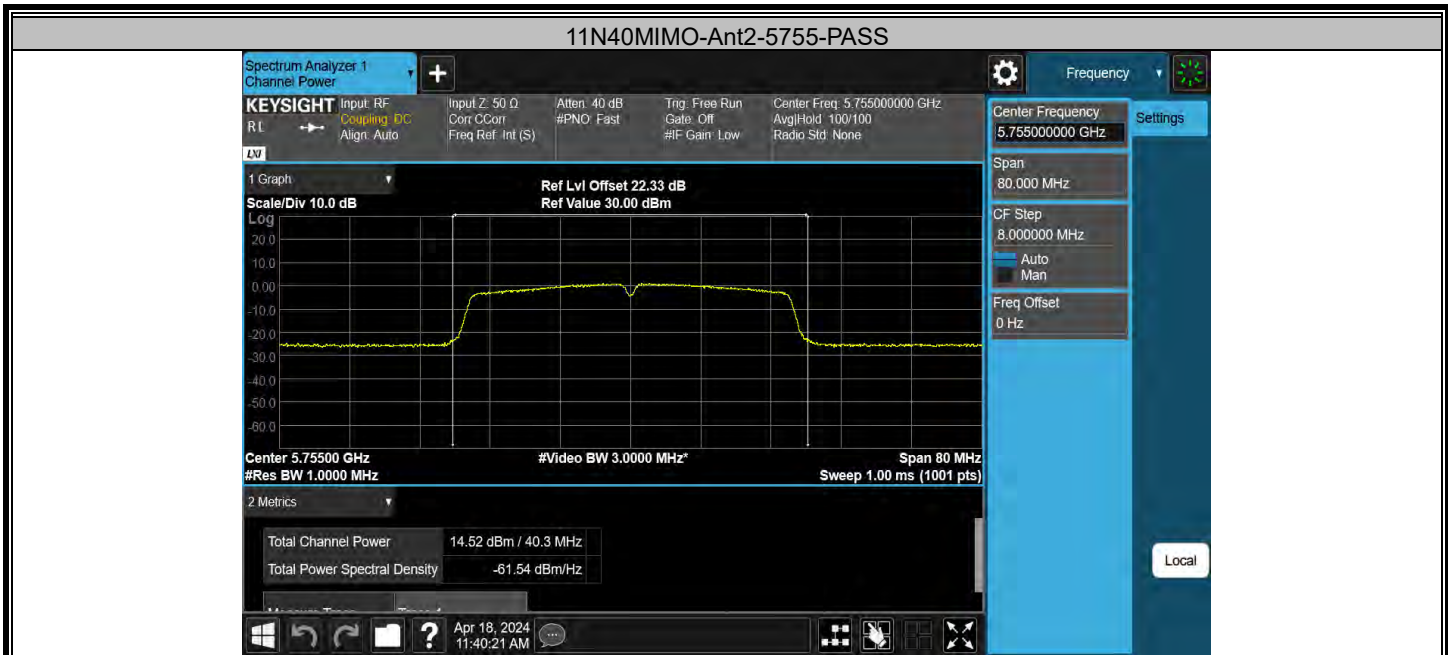 11N40MIMO-Ant2-5755-PASS
Spectrum Analyzer 1
Channel Power
Frequency
KEYSIGHT
RL
LXI
Input: RF
Coupling: DC
Align: Auto
Input Z: 50 Ω
Corr CCorr
Freq Ref: Int (S)
Atten: 40 dB
#PNO: Fast
Trig: Free Run
Gate: Off
#IF Gain: Low
Center Freq: 5.755000000 GHz
Avg|Hold: 100/100
Radio Std: None
Center Frequency
5.755000000 GHz
Settings
Span
80.000 MHz
CF Step
8.000000 MHz
Auto
Man
Freq Offset
0 Hz
Local
1 Graph
Scale/Div 10.0 dB
Ref Lvl Offset 22.33 dB
Ref Value 30.00 dBm
Log
20.0
10.0
0.00
-10.0
-20.0
-30.0
-40.0
-50.0
-60.0
Center 5.75500 GHz
#Video BW 3.0000 MHz*
Span 80 MHz
#Res BW 1.0000 MHz
Sweep 1.00 ms (1001 pts)
2 Metrics
Total Channel Power 14.52 dBm / 40.3 MHz
Total Power Spectral Density -61.54 dBm/Hz
Apr 18, 2024
11:40:21 AM